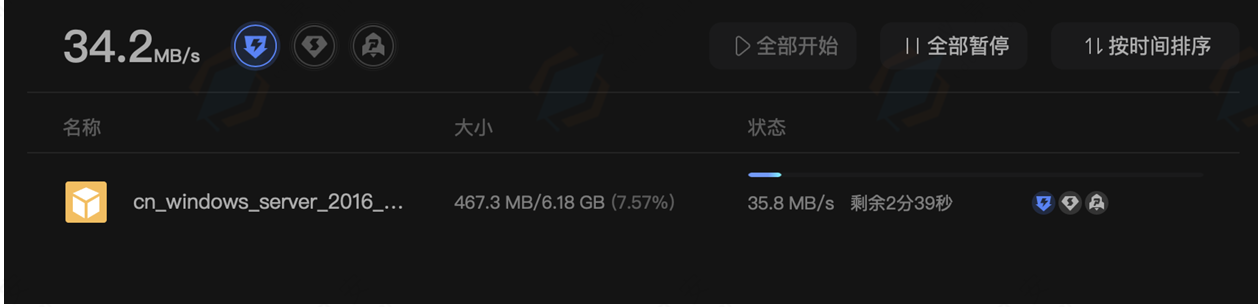 34.2MB/s 全部开始 全部暂停 按时间排序
名称 大小 状态
cn_windows_server_2016_... 467.3 MB/6.18 GB (7.57%) 35.8 MB/s 剩余2分39秒